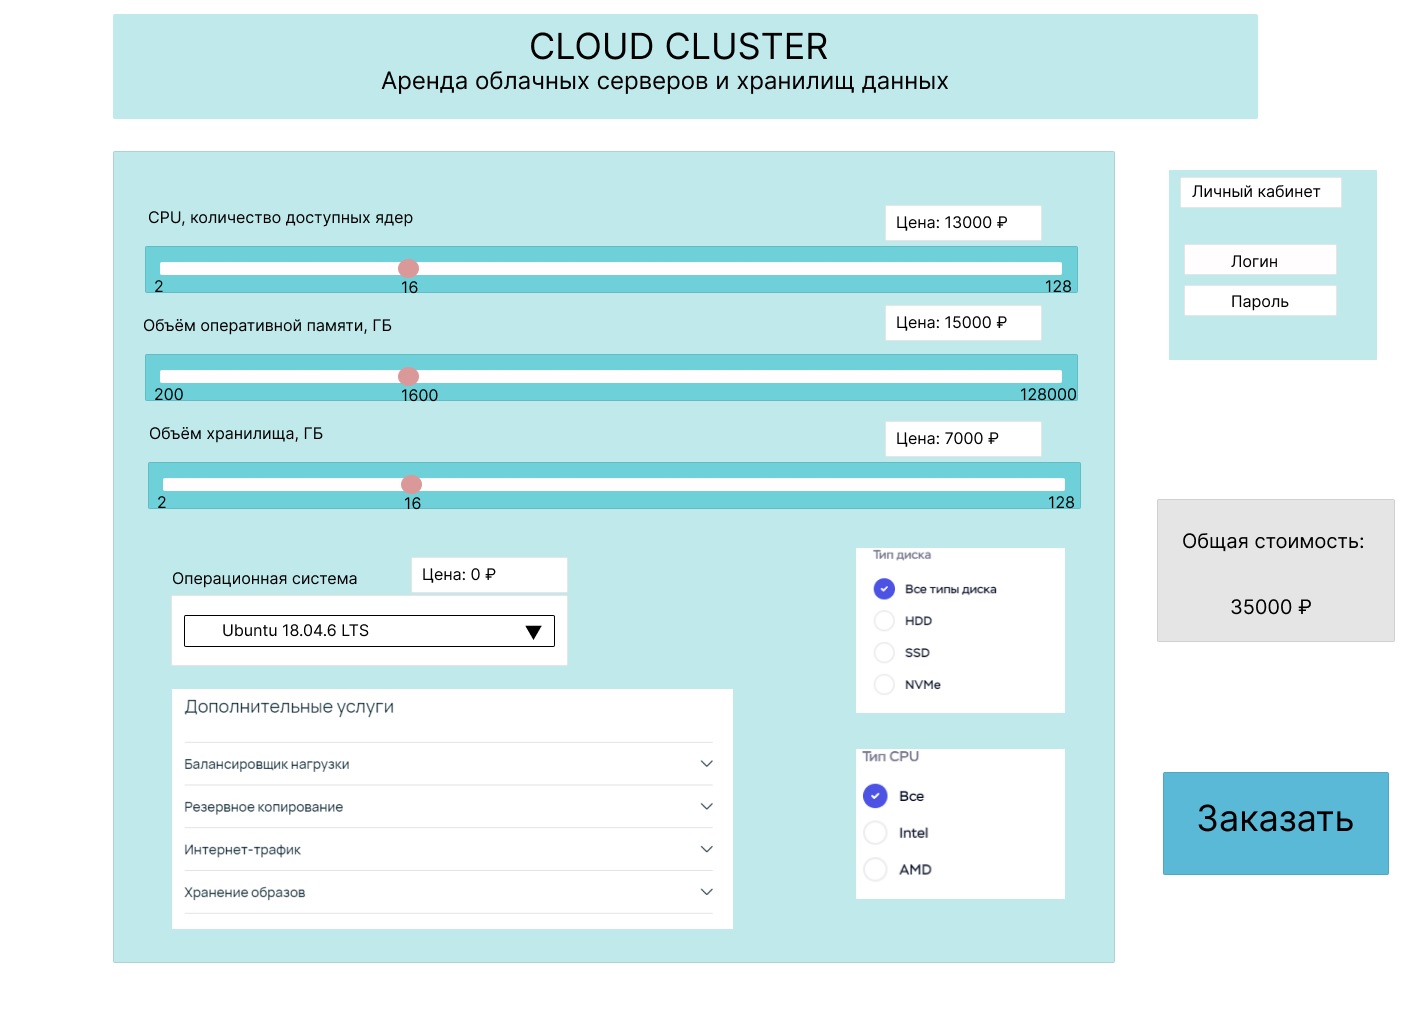 CLOUD CLUSTER
Аренда облачных серверов и хранилищ данных
CPU, количество доступных ядер
Цена: 13000 ₽
2
16
128
Объём оперативной памяти, ГБ
Цена: 15000 ₽
200
1600
128000
Объём хранилища, ГБ
Цена: 7000 ₽
2
16
128
Операционная система
Цена: 0 ₽
Ubuntu 18.04.6 LTS
Дополнительные услуги
Балансировщик нагрузки
Резервное копирование
Интернет-трафик
Хранение образов
Тип диска
Все типы диска
HDD
SSD
NVMe
Тип CPU
Все
Intel
AMD
Личный кабинет
Логин
Пароль
Общая стоимость:
35000 ₽
Заказать